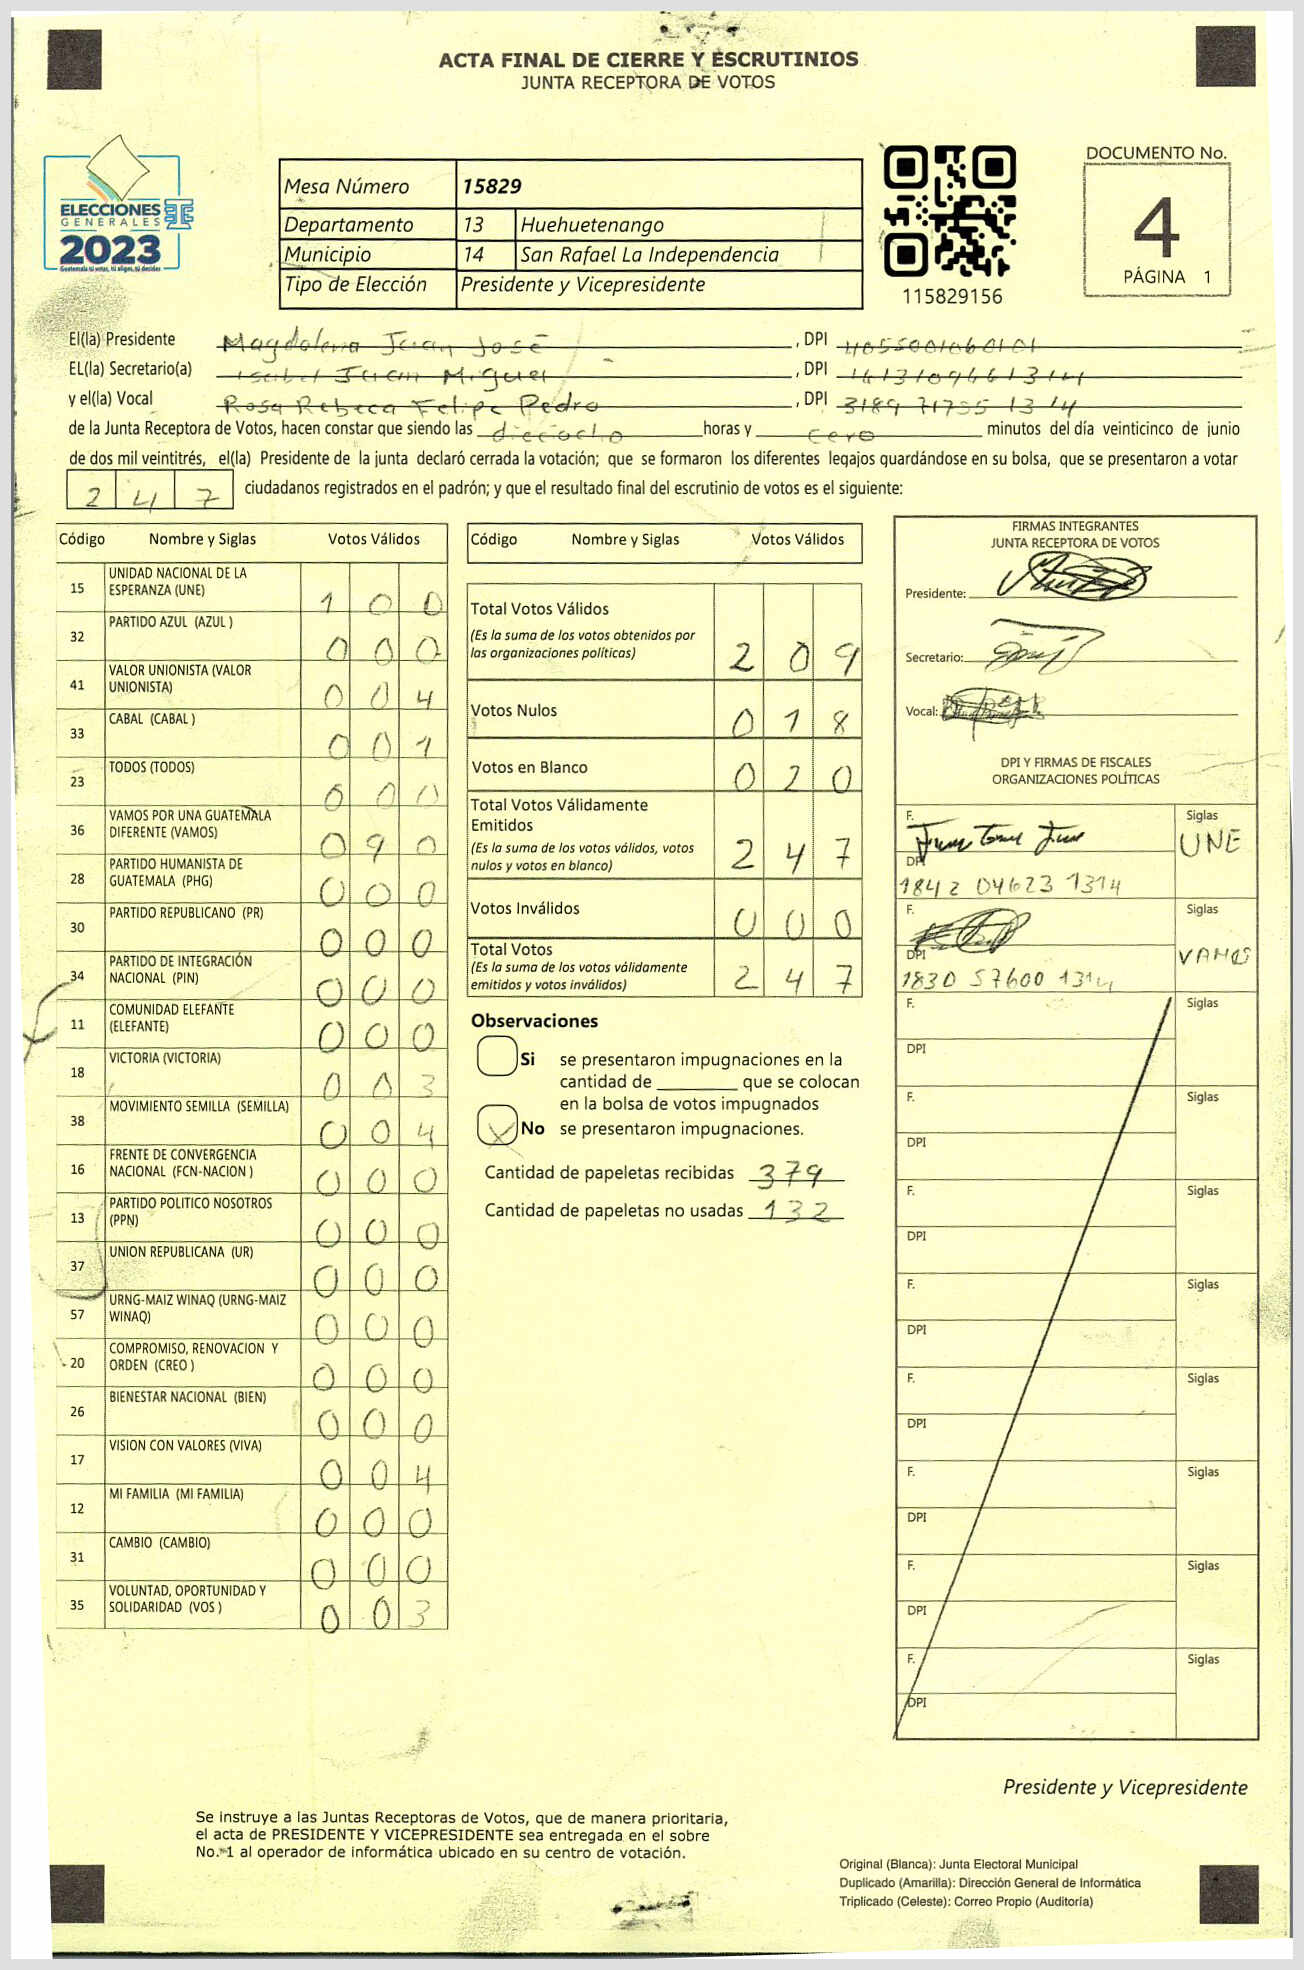 ACTA FINAL DE CIERRE Y ESCRUTINIOS
JUNTA RECEPTORA DE VOTOS
ELECCIONES
GENERALES
2023
Guatemala tú votas, tú eliges, tú decides
Mesa Número 15829
Departamento 13 Huehuetenango
Municipio 14 San Rafael La Independencia
Tipo de Elección Presidente y Vicepresidente
115829156
DOCUMENTO No.
4
PÁGINA 1
El(la) Presidente Magdalena Juan José, DPI
EL(la) Secretario(a) Isabel Juan Miguel, DPI
y el(la) Vocal Rosa Rebeca Felipe Pedro, DPI
de la Junta Receptora de Votos, hacen constar que siendo las dieciocho horas y cero minutos del día veinticinco de junio
de dos mil veintitrés, el(la) Presidente de la junta declaró cerrada la votación; que se formaron los diferentes legajos guardándose en su bolsa, que se presentaron a votar
2 4 7 ciudadanos registrados en el padrón; y que el resultado final del escrutinio de votos es el siguiente:
Código Nombre y Siglas Votos Válidos
15 UNIDAD NACIONAL DE LA ESPERANZA (UNE) 1 0 0
32 PARTIDO AZUL (AZUL ) 0 0 0
41 VALOR UNIONISTA (VALOR UNIONISTA) 0 0 4
33 CABAL (CABAL ) 0 0 1
23 TODOS (TODOS) 0 0 0
36 VAMOS POR UNA GUATEMALA DIFERENTE (VAMOS) 0 9 0
28 PARTIDO HUMANISTA DE GUATEMALA (PHG) 0 0 0
30 PARTIDO REPUBLICANO (PR) 0 0 0
34 PARTIDO DE INTEGRACIÓN NACIONAL (PIN) 0 0 0
11 COMUNIDAD ELEFANTE (ELEFANTE) 0 0 0
18 VICTORIA (VICTORIA) 0 0 3
38 MOVIMIENTO SEMILLA (SEMILLA) 0 0 4
16 FRENTE DE CONVERGENCIA NACIONAL (FCN-NACION ) 0 0 0
13 PARTIDO POLITICO NOSOTROS (PPN) 0 0 0
37 UNION REPUBLICANA (UR) 0 0 0
57 URNG-MAIZ WINAQ (URNG-MAIZ WINAQ) 0 0 0
20 COMPROMISO, RENOVACION Y ORDEN (CREO ) 0 0 0
26 BIENESTAR NACIONAL (BIEN) 0 0 0
17 VISION CON VALORES (VIVA) 0 0 4
12 MI FAMILIA (MI FAMILIA) 0 0 0
31 CAMBIO (CAMBIO) 0 0 0
35 VOLUNTAD, OPORTUNIDAD Y SOLIDARIDAD (VOS ) 0 0 3
Código Nombre y Siglas Votos Válidos
Total Votos Válidos 2 0 9
(Es la suma de los votos obtenidos por
las organizaciones políticas)
Votos Nulos 0 1 8
Votos en Blanco 0 2 0
Total Votos Válidamente
Emitidos 2 4 7
(Es la suma de los votos válidos, votos
nulos y votos en blanco)
Votos Inválidos 0 0 0
Total Votos 2 4 7
(Es la suma de los votos válidamente
emitidos y votos inválidos)
Observaciones
Si se presentaron impugnaciones en la
cantidad de ________ que se colocan
en la bolsa de votos impugnados
X No se presentaron impugnaciones.
Cantidad de papeletas recibidas 379
Cantidad de papeletas no usadas 132
FIRMAS INTEGRANTES
JUNTA RECEPTORA DE VOTOS
Presidente:
Secretario:
Vocal:
DPI Y FIRMAS DE FISCALES
ORGANIZACIONES POLÍTICAS
F. Siglas
UNE
DPI
1842 04623 1314
F. Siglas
VAMOS
DPI
1830 57600 1314
F. Siglas
DPI
F. Siglas
DPI
F. Siglas
DPI
F. Siglas
DPI
F. Siglas
DPI
F. Siglas
DPI
F. Siglas
DPI
F. Siglas
DPI
Presidente y Vicepresidente
Se instruye a las Juntas Receptoras de Votos, que de manera prioritaria,
el acta de PRESIDENTE Y VICEPRESIDENTE sea entregada en el sobre
No. 1 al operador de informática ubicado en su centro de votación.
Original (Blanca): Junta Electoral Municipal
Duplicado (Amarilla): Dirección General de Informática
Triplicado (Celeste): Correo Propio (Auditoría)